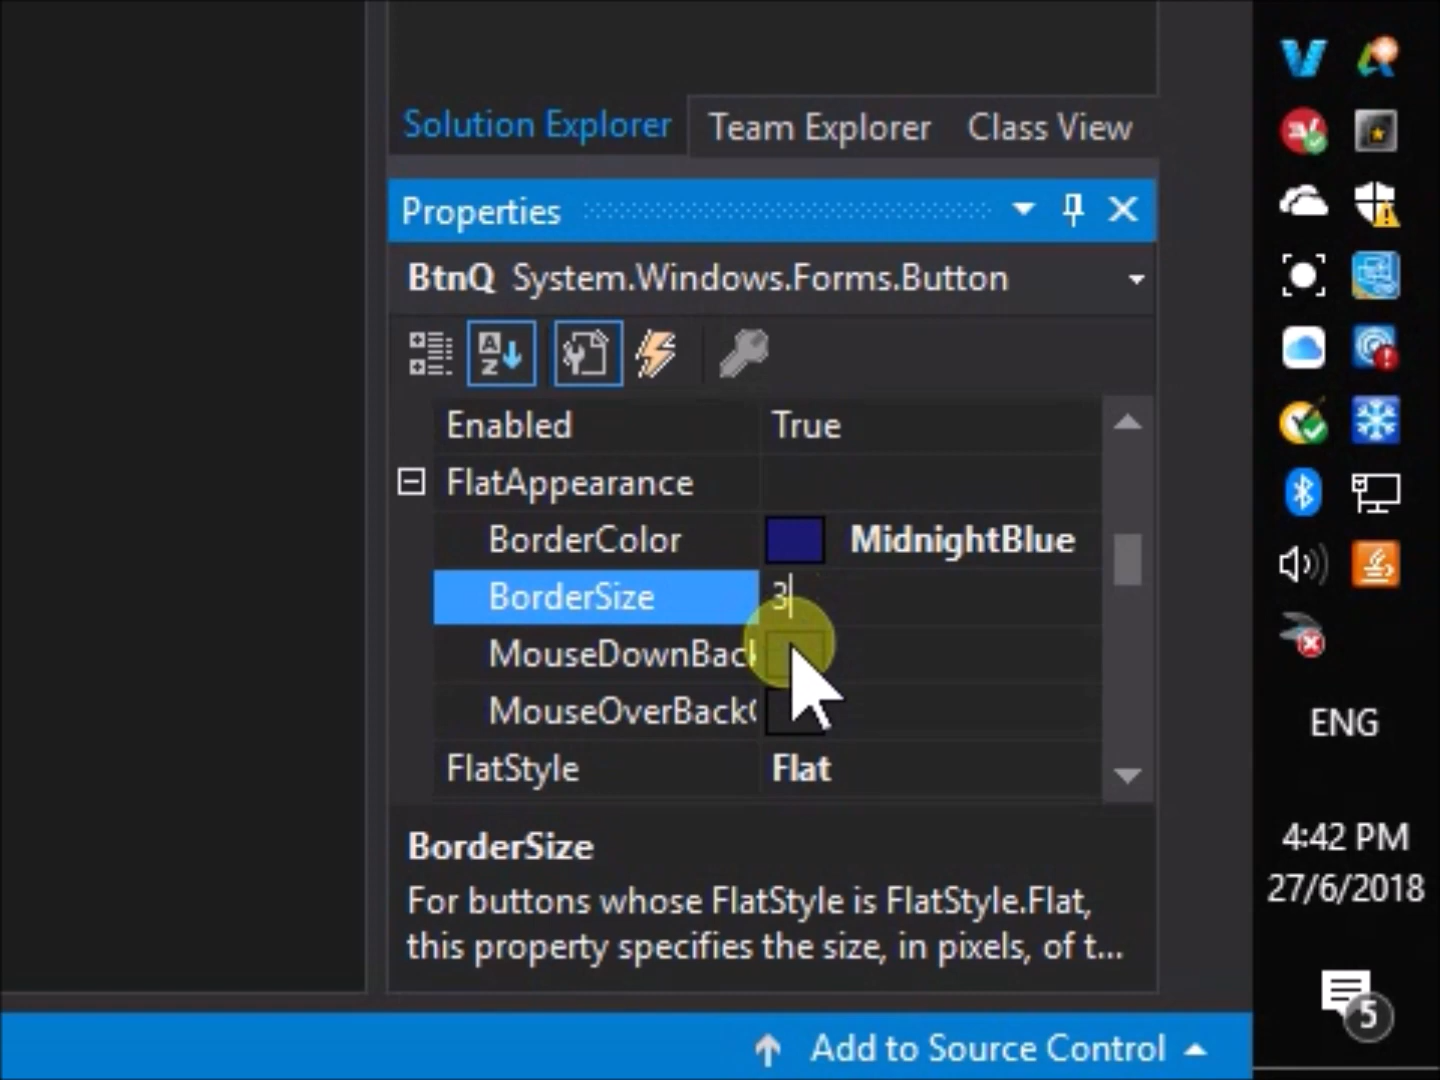 Solution Explorer Team Explorer Class View
Properties
BtnQ System.Windows.Forms.Button
Enabled True
FlatAppearance
BorderColor MidnightBlue
BorderSize 3
MouseDownBack
MouseOverBackC
FlatStyle Flat
BorderSize
For buttons whose FlatStyle is FlatStyle.Flat,
this property specifies the size, in pixels, of t...
Add to Source Control
ENG
4:42 PM
27/6/2018
5